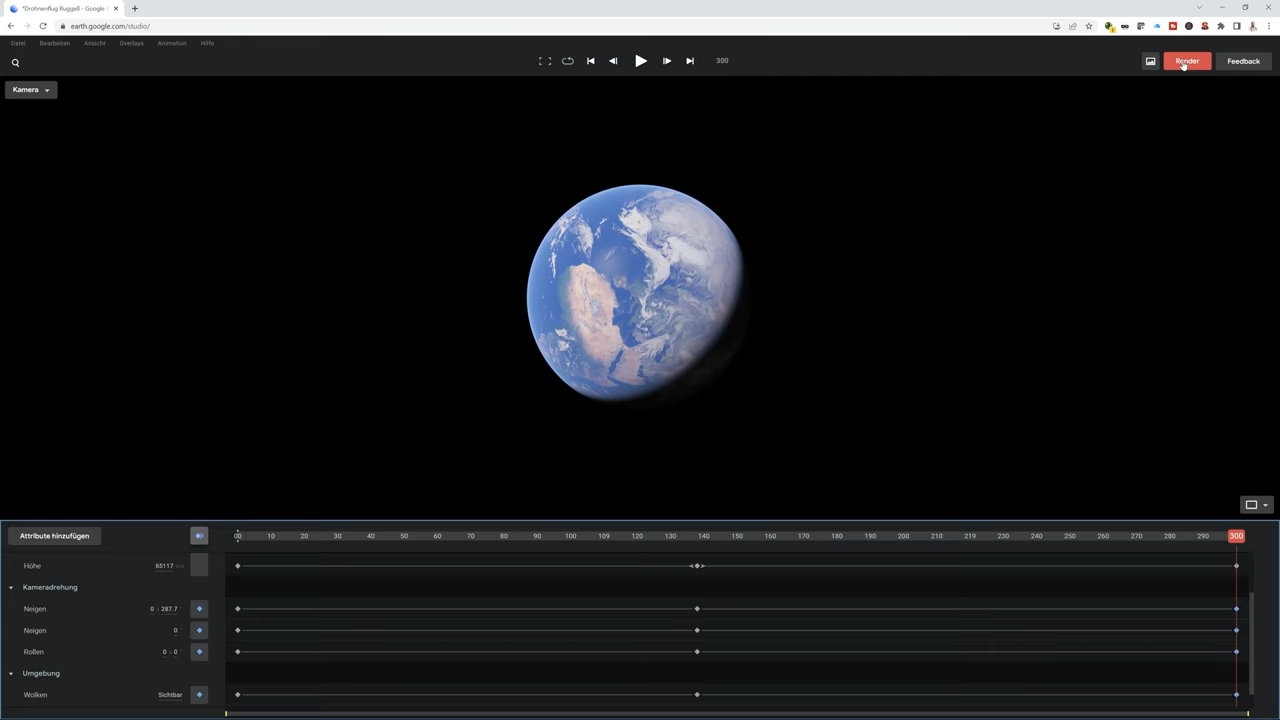 *Drohnenflug Ruggell - Google
earth.google.com/studio/
Datei Bearbeiten Ansicht Overlays Animation Hilfe
300
Render
Feedback
Kamera
Attribute hinzufügen
00 10 20 30 40 50 60 70 80 90 100 109 120 130 140 150 160 170 180 190 200 210 220 230 240 250 260 270 280 290 300
Höhe 65117 km
Kameradrehung
Neigen 0 x 287.7 °
Neigen 0 °
Rollen 0 x 0 °
Umgebung
Wolken Sichtbar